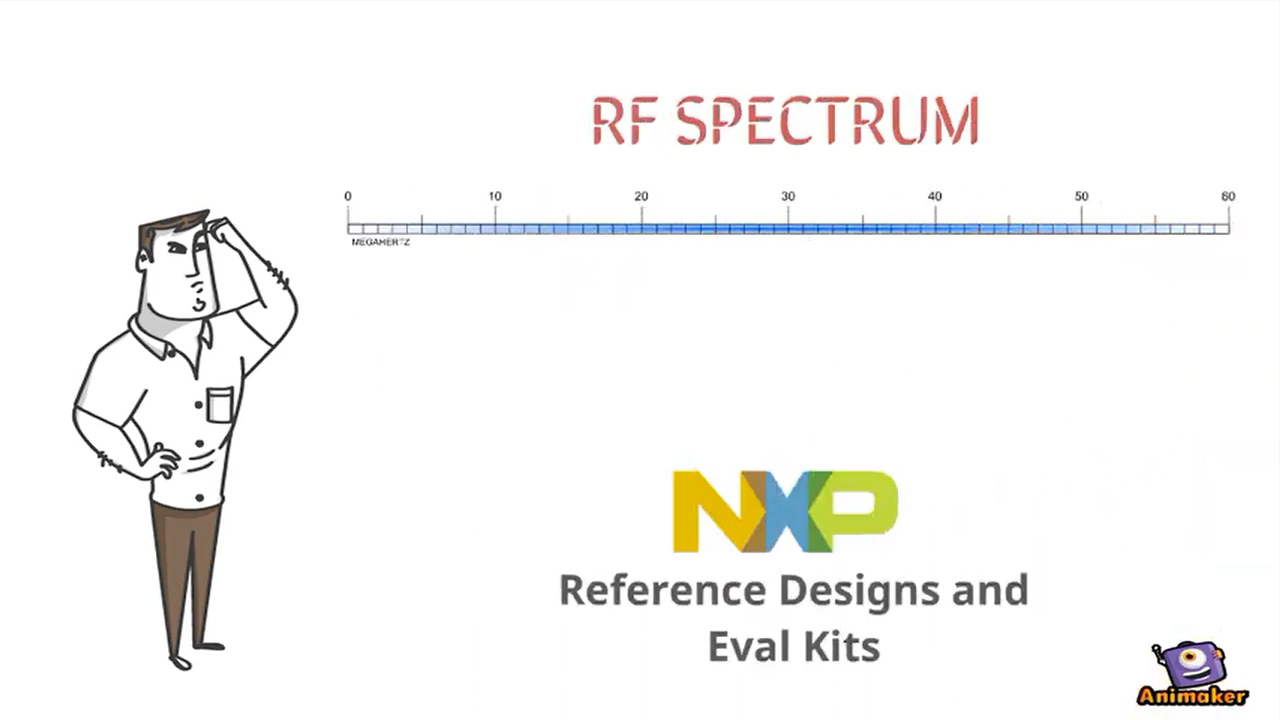 RF SPECTRUM
0 10 20 30 40 50 60
MEGAHERTZ
NXP
Reference Designs and
Eval Kits
Animaker